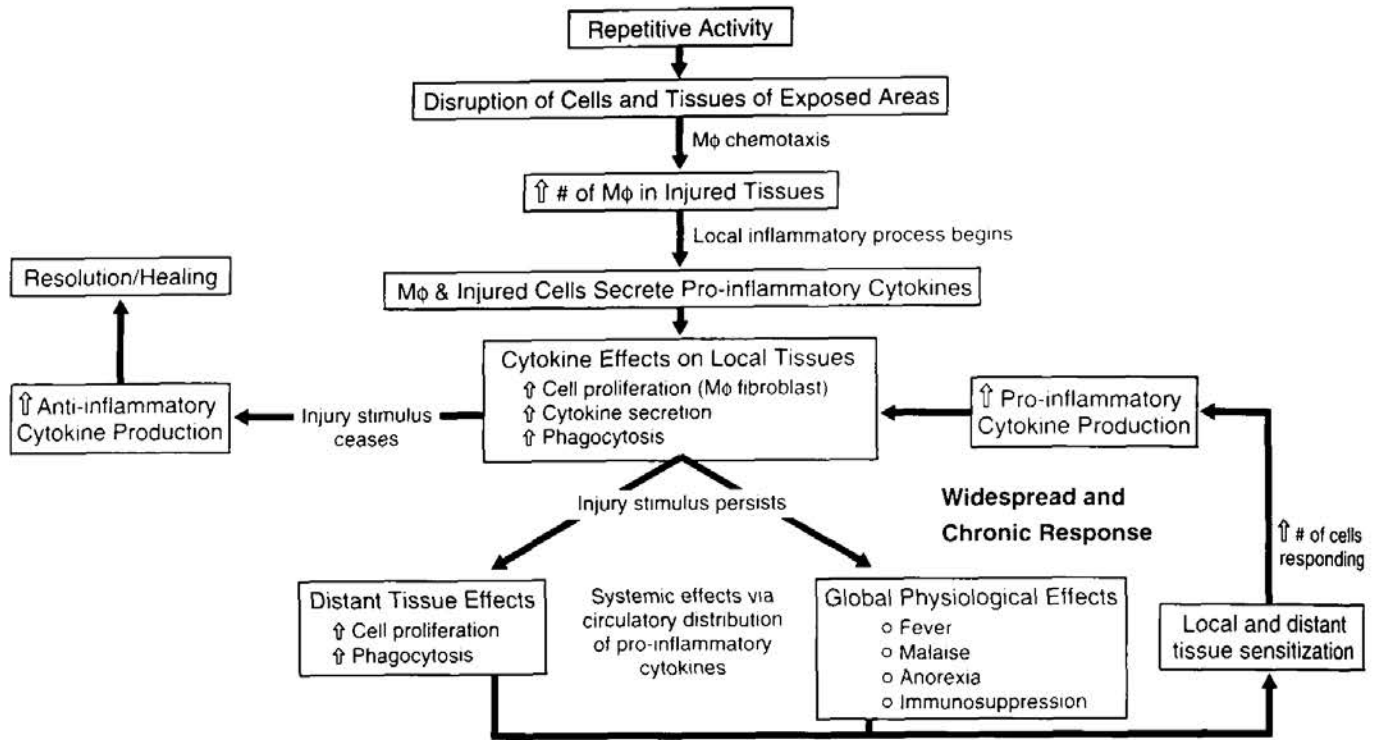 Repetitive Activity
Disruption of Cells and Tissues of Exposed Areas
Mϕ chemotaxis
⇧ # of Mϕ in Injured Tissues
Local inflammatory process begins
Resolution/Healing
Mϕ & Injured Cells Secrete Pro-inflammatory Cytokines
Cytokine Effects on Local Tissues
⇧ Cell proliferation (Mϕ fibroblast)
⇧ Cytokine secretion
⇧ Phagocytosis
⇧ Anti-inflammatory
Cytokine Production
Injury stimulus
ceases
⇧ Pro-inflammatory
Cytokine Production
Injury stimulus persists
Widespread and
Chronic Response
⇧ # of cells
responding
Distant Tissue Effects
⇧ Cell proliferation
⇧ Phagocytosis
Systemic effects via
circulatory distribution
of pro-inflammatory
cytokines
Global Physiological Effects
○ Fever
○ Malaise
○ Anorexia
○ Immunosuppression
Local and distant
tissue sensitization